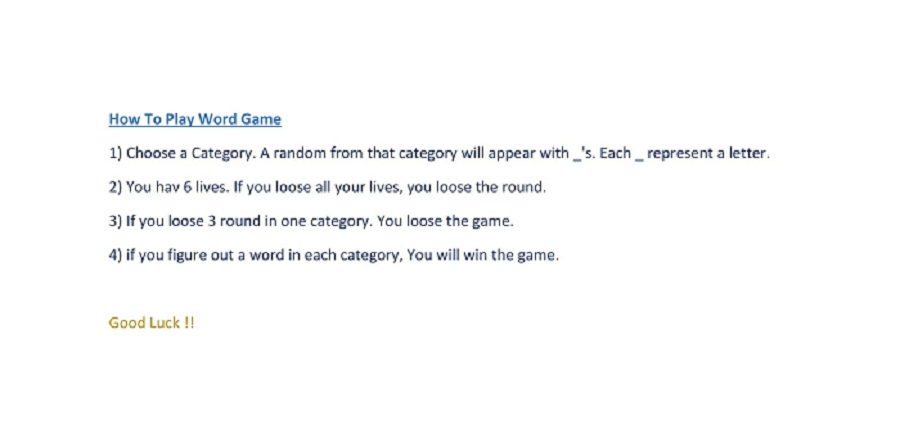 How To Play Word Game
1) Choose a Category. A random from that category will appear with _'s. Each _ represent a letter.
2) You hav 6 lives. If you loose all your lives, you loose the round.
3) If you loose 3 round in one category. You loose the game.
4) if you figure out a word in each category, You will win the game.
Good Luck !!